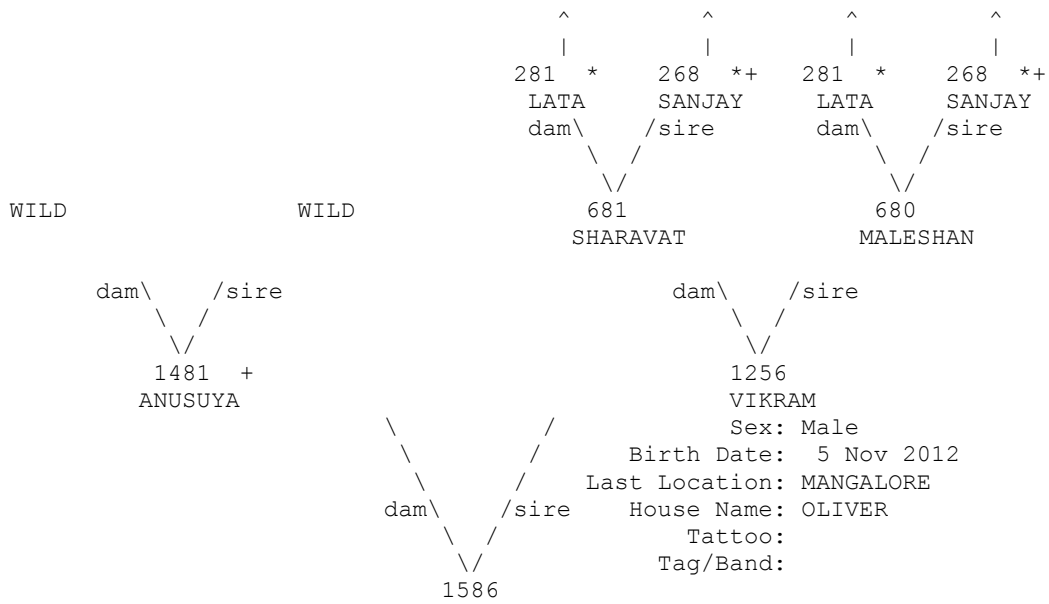 ^ ^ ^ ^
| | | |
281 * 268 *+ 281 * 268 *+
LATA SANJAY LATA SANJAY
dam\ /sire dam\ /sire
\ / \ /
\/ \/
WILD WILD 681 680
SHARAVAT MALESHAN
dam\ /sire dam\ /sire
\ / \ /
\/ \/
1481 + 1256
ANUSUYA VIKRAM
\ / Sex: Male
\ / Birth Date: 5 Nov 2012
\ / Last Location: MANGALORE
dam\ /sire House Name: OLIVER
\ / Tattoo:
\/ Tag/Band:
1586